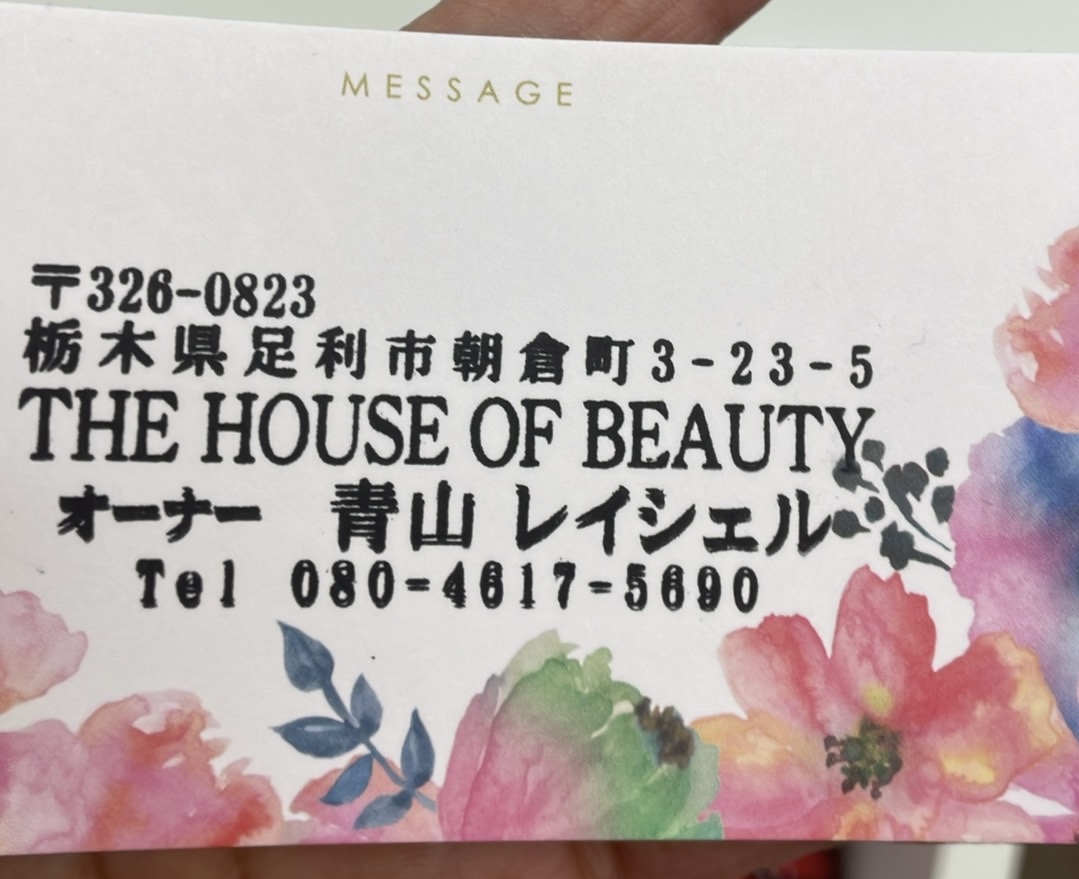 MESSAGE
〒326-0823
栃木県足利市朝倉町3-23-5
THE HOUSE OF BEAUTY
オーナー　青山 レイシェル
Tel 080-4617-5690